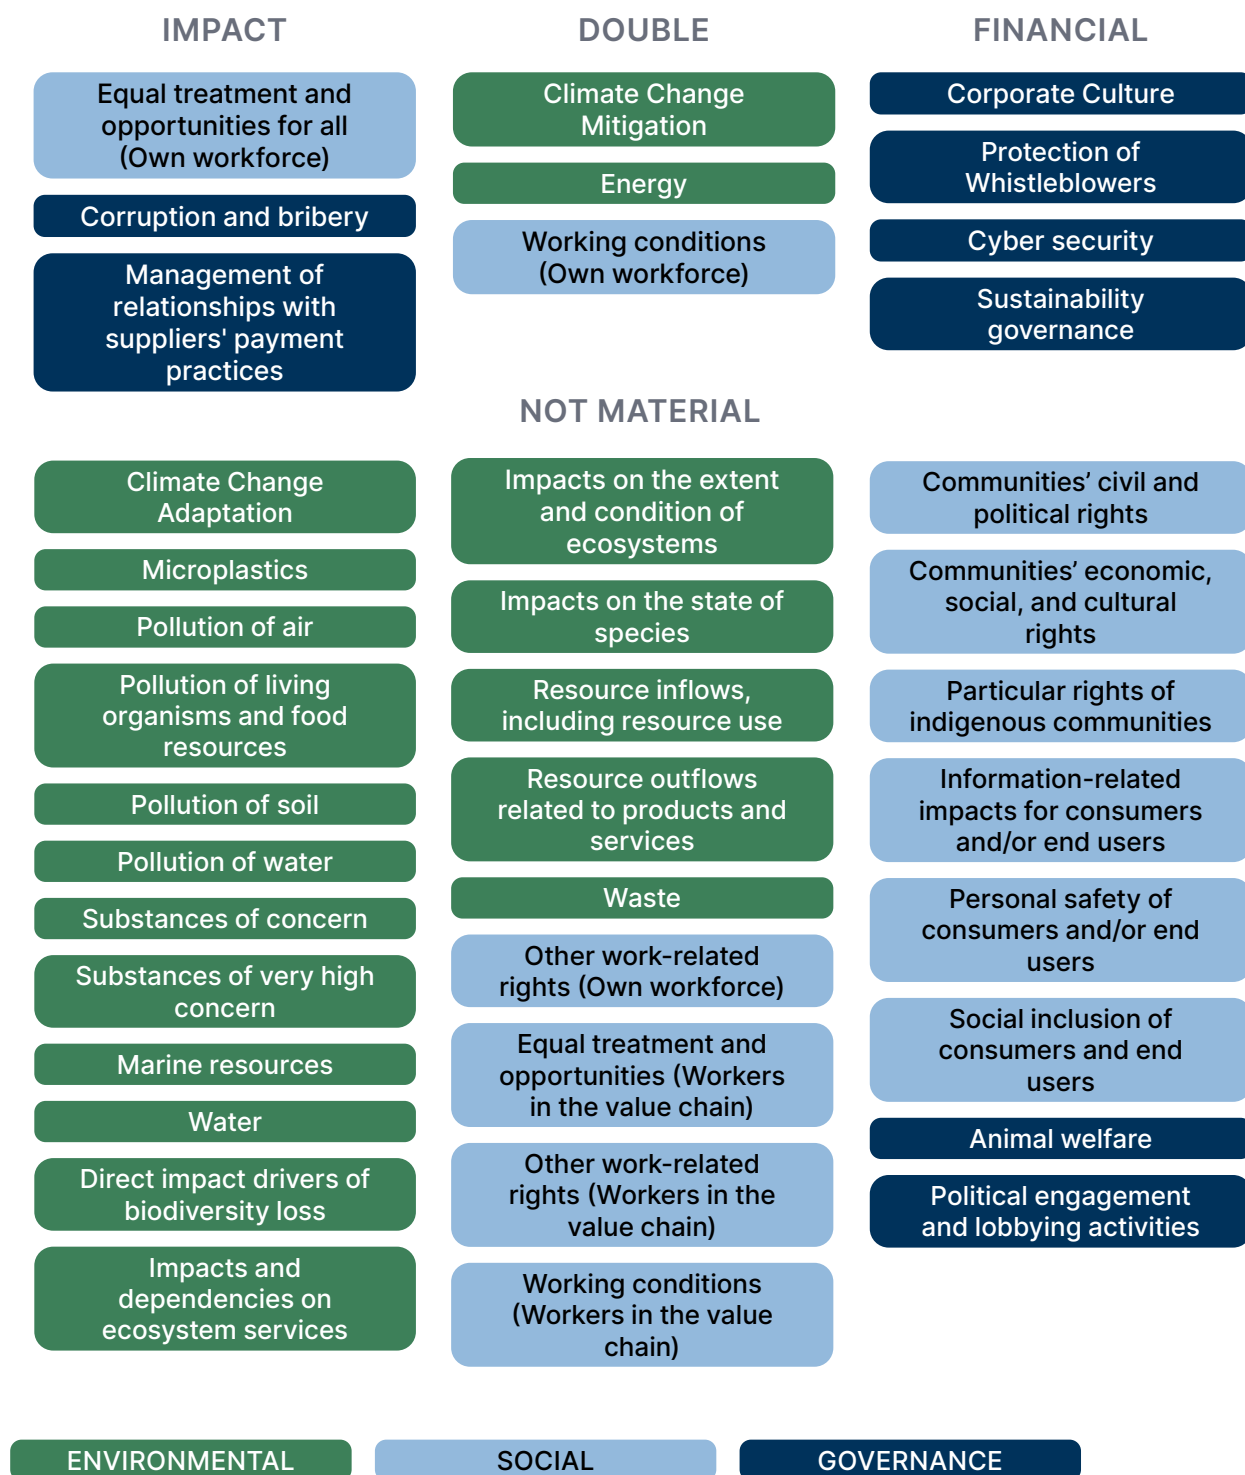 IMPACT
Equal treatment and
opportunities for all
(Own workforce)
Corruption and bribery
Management of
relationships with
suppliers' payment
practices
DOUBLE
Climate Change
Mitigation
Energy
Working conditions
(Own workforce)
FINANCIAL
Corporate Culture
Protection of
Whistleblowers
Cyber security
Sustainability
governance
NOT MATERIAL
Climate Change
Adaptation
Microplastics
Pollution of air
Pollution of living
organisms and food
resources
Pollution of soil
Pollution of water
Substances of concern
Substances of very high
concern
Marine resources
Water
Direct impact drivers of
biodiversity loss
Impacts and
dependencies on
ecosystem services
Impacts on the extent
and condition of
ecosystems
Impacts on the state of
species
Resource inflows,
including resource use
Resource outflows
related to products and
services
Waste
Other work-related
rights (Own workforce)
Equal treatment and
opportunities (Workers
in the value chain)
Other work-related
rights (Workers in the
value chain)
Working conditions
(Workers in the value
chain)
Communities’ civil and
political rights
Communities’ economic,
social, and cultural
rights
Particular rights of
indigenous communities
Information-related
impacts for consumers
and/or end users
Personal safety of
consumers and/or end
users
Social inclusion of
consumers and end
users
Animal welfare
Political engagement
and lobbying activities
ENVIRONMENTAL
SOCIAL
GOVERNANCE